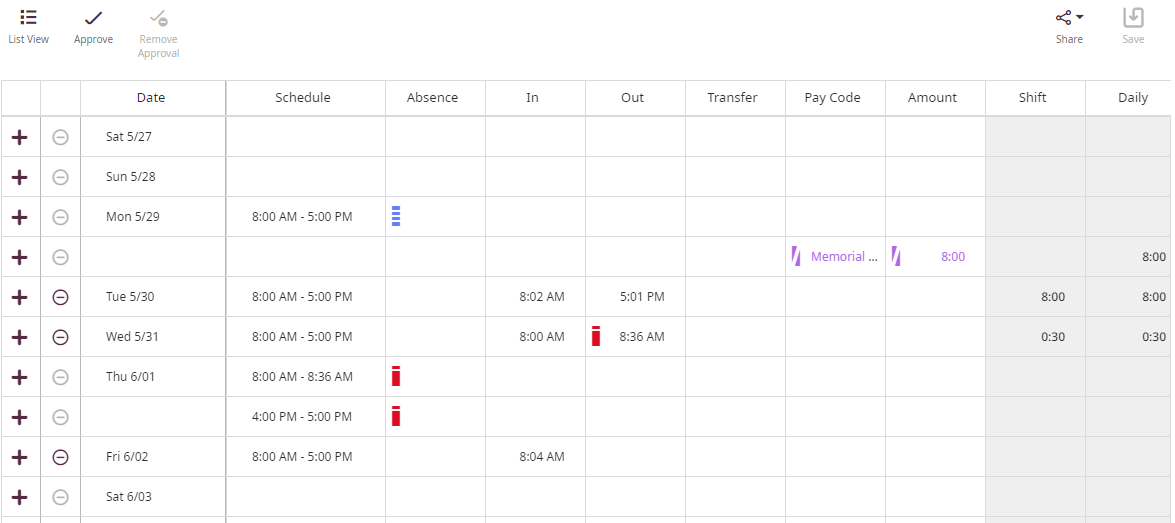 List View Approve Remove Approval Share Save
Date Schedule Absence In Out Transfer Pay Code Amount Shift Daily
Sat 5/27
Sun 5/28
Mon 5/29 8:00 AM - 5:00 PM
Memorial ... 8:00 8:00
Tue 5/30 8:00 AM - 5:00 PM 8:02 AM 5:01 PM 8:00 8:00
Wed 5/31 8:00 AM - 5:00 PM 8:00 AM 8:36 AM 0:30 0:30
Thu 6/01 8:00 AM - 8:36 AM
4:00 PM - 5:00 PM
Fri 6/02 8:00 AM - 5:00 PM 8:04 AM
Sat 6/03